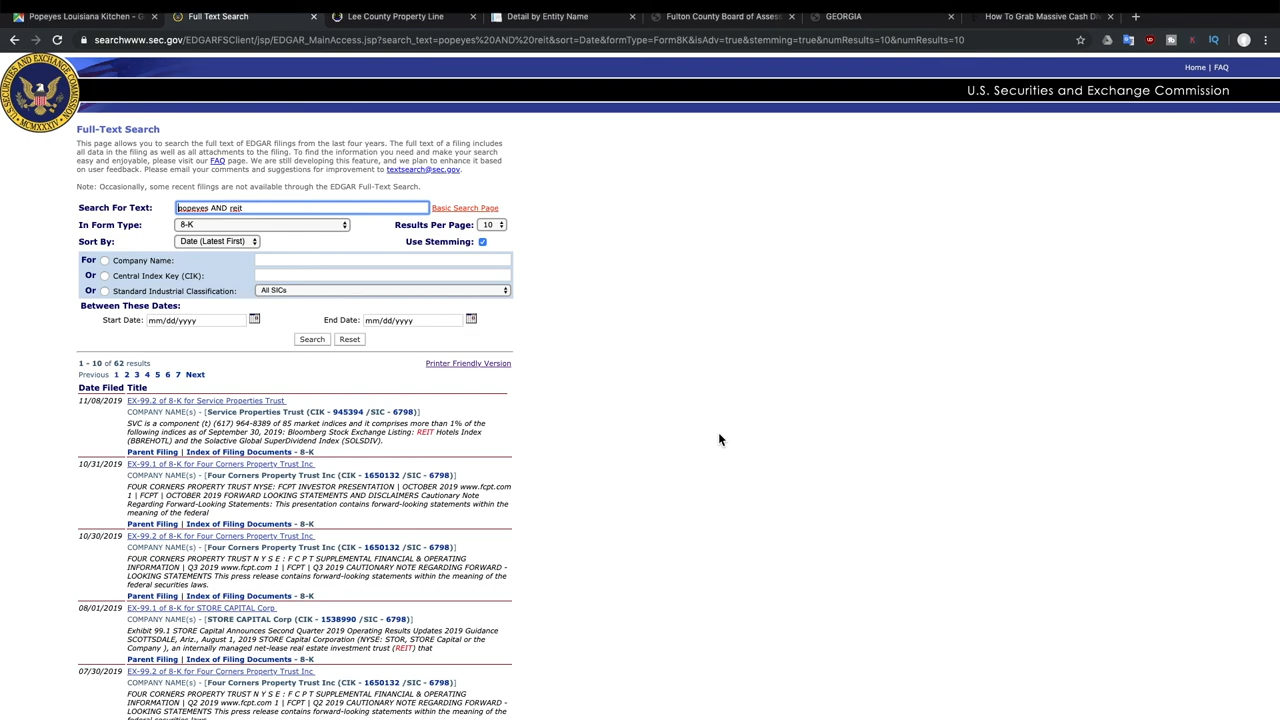 Popeyes Louisiana Kitchen - G
Full Text Search
Lee County Property Line
Detail by Entity Name
Fulton County Board of Assess
GEORGIA
How To Grab Massive Cash Di
searchwww.sec.gov/EDGARFSClient/jsp/EDGAR_MainAccess.jsp?search_text=popeyes%20AND%20reit&sort=Date&formType=Form8K&isAdv=true&stemming=true&numResults=10&numResults=10
Home | FAQ
U.S. Securities and Exchange Commission
Full-Text Search
This page allows you to search the full text of EDGAR filings from the last four years. The full text of a filing includes
all data in the filing as well as all attachments to the filing. To find the information you need and make your search
easy and enjoyable, please visit our FAQ page. We are still developing this feature, and we plan to enhance it based
on user feedback. Please email your comments and suggestions for improvement to textsearch@sec.gov.
Note: Occasionally, some recent filings are not available through the EDGAR Full-Text Search.
Search For Text: popeyes AND reit Basic Search Page
In Form Type: 8-K Results Per Page: 10
Sort By: Date (Latest First) Use Stemming:
For Company Name:
Or Central Index Key (CIK):
Or Standard Industrial Classification: All SICs
Between These Dates:
Start Date: mm/dd/yyyy End Date: mm/dd/yyyy
Search Reset
1 - 10 of 62 results Printer Friendly Version
Previous 1 2 3 4 5 6 7 Next
Date Filed Title
11/08/2019 EX-99.2 of 8-K for Service Properties Trust
COMPANY NAME(s) - [Service Properties Trust (CIK - 945394 /SIC - 6798)]
SVC is a component (t) (617) 964-8389 of 85 market indices and it comprises more than 1% of the
following indices as of September 30, 2019: Bloomberg Stock Exchange Listing: REIT Hotels Index
(BBREHOTL) and the Solactive Global SuperDividend Index (SOLSDIV).
Parent Filing | Index of Filing Documents - 8-K
10/31/2019 EX-99.1 of 8-K for Four Corners Property Trust Inc
COMPANY NAME(s) - [Four Corners Property Trust Inc (CIK - 1650132 /SIC - 6798)]
FOUR CORNERS PROPERTY TRUST NYSE: FCPT INVESTOR PRESENTATION | OCTOBER 2019 www.fcpt.com
1 | FCPT | OCTOBER 2019 FORWARD LOOKING STATEMENTS AND DISCLAIMERS Cautionary Note
Regarding Forward-Looking Statements: This presentation contains forward-looking statements within the
meaning of the federal
Parent Filing | Index of Filing Documents - 8-K
10/30/2019 EX-99.2 of 8-K for Four Corners Property Trust Inc
COMPANY NAME(s) - [Four Corners Property Trust Inc (CIK - 1650132 /SIC - 6798)]
FOUR CORNERS PROPERTY TRUST N Y S E : F C P T SUPPLEMENTAL FINANCIAL & OPERATING
INFORMATION | Q3 2019 www.fcpt.com 1 | FCPT | Q3 2019 CAUTIONARY NOTE REGARDING FORWARD -
LOOKING STATEMENTS This press release contains forward-looking statements within the meaning of the
federal securities laws.
Parent Filing | Index of Filing Documents - 8-K
08/01/2019 EX-99.1 of 8-K for STORE CAPITAL Corp
COMPANY NAME(s) - [STORE CAPITAL Corp (CIK - 1538990 /SIC - 6798)]
Exhibit 99.1 STORE Capital Announces Second Quarter 2019 Operating Results Updates 2019 Guidance
SCOTTSDALE, Ariz., August 1, 2019 STORE Capital Corporation (NYSE: STOR, STORE Capital or the
Company ), an internally managed net-lease real estate investment trust (REIT) that
Parent Filing | Index of Filing Documents - 8-K
07/30/2019 EX-99.2 of 8-K for Four Corners Property Trust Inc
COMPANY NAME(s) - [Four Corners Property Trust Inc (CIK - 1650132 /SIC - 6798)]
FOUR CORNERS PROPERTY TRUST N Y S E : F C P T SUPPLEMENTAL FINANCIAL & OPERATING
INFORMATION | Q2 2019 www.fcpt.com 1 | FCPT | Q2 2019 CAUTIONARY NOTE REGARDING FORWARD -
LOOKING STATEMENTS This press release contains forward-looking statements within the meaning of the
federal securities laws.